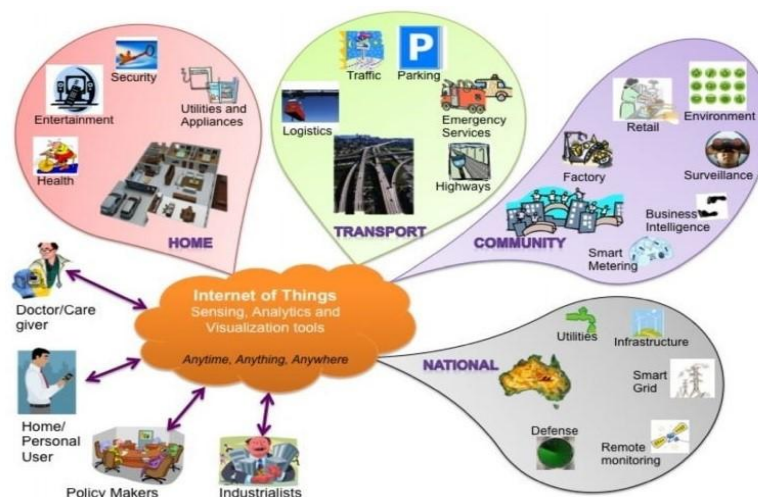 Security
Entertainment
Utilities and
Appliances
Health
HOME
Traffic
P
Parking
Logistics
Emergency
Services
Highways
TRANSPORT
Retail
Environment
Factory
Surveillance
Business
Intelligence
COMMUNITY
Smart
Metering
Internet of Things
Sensing, Analytics and
Visualization tools
Anytime, Anything, Anywhere
Utilities
Infrastructure
NATIONAL
Smart
Grid
Defense
Remote
monitoring
Doctor/Care
giver
Home/
Personal
User
Policy Makers
Industrialists